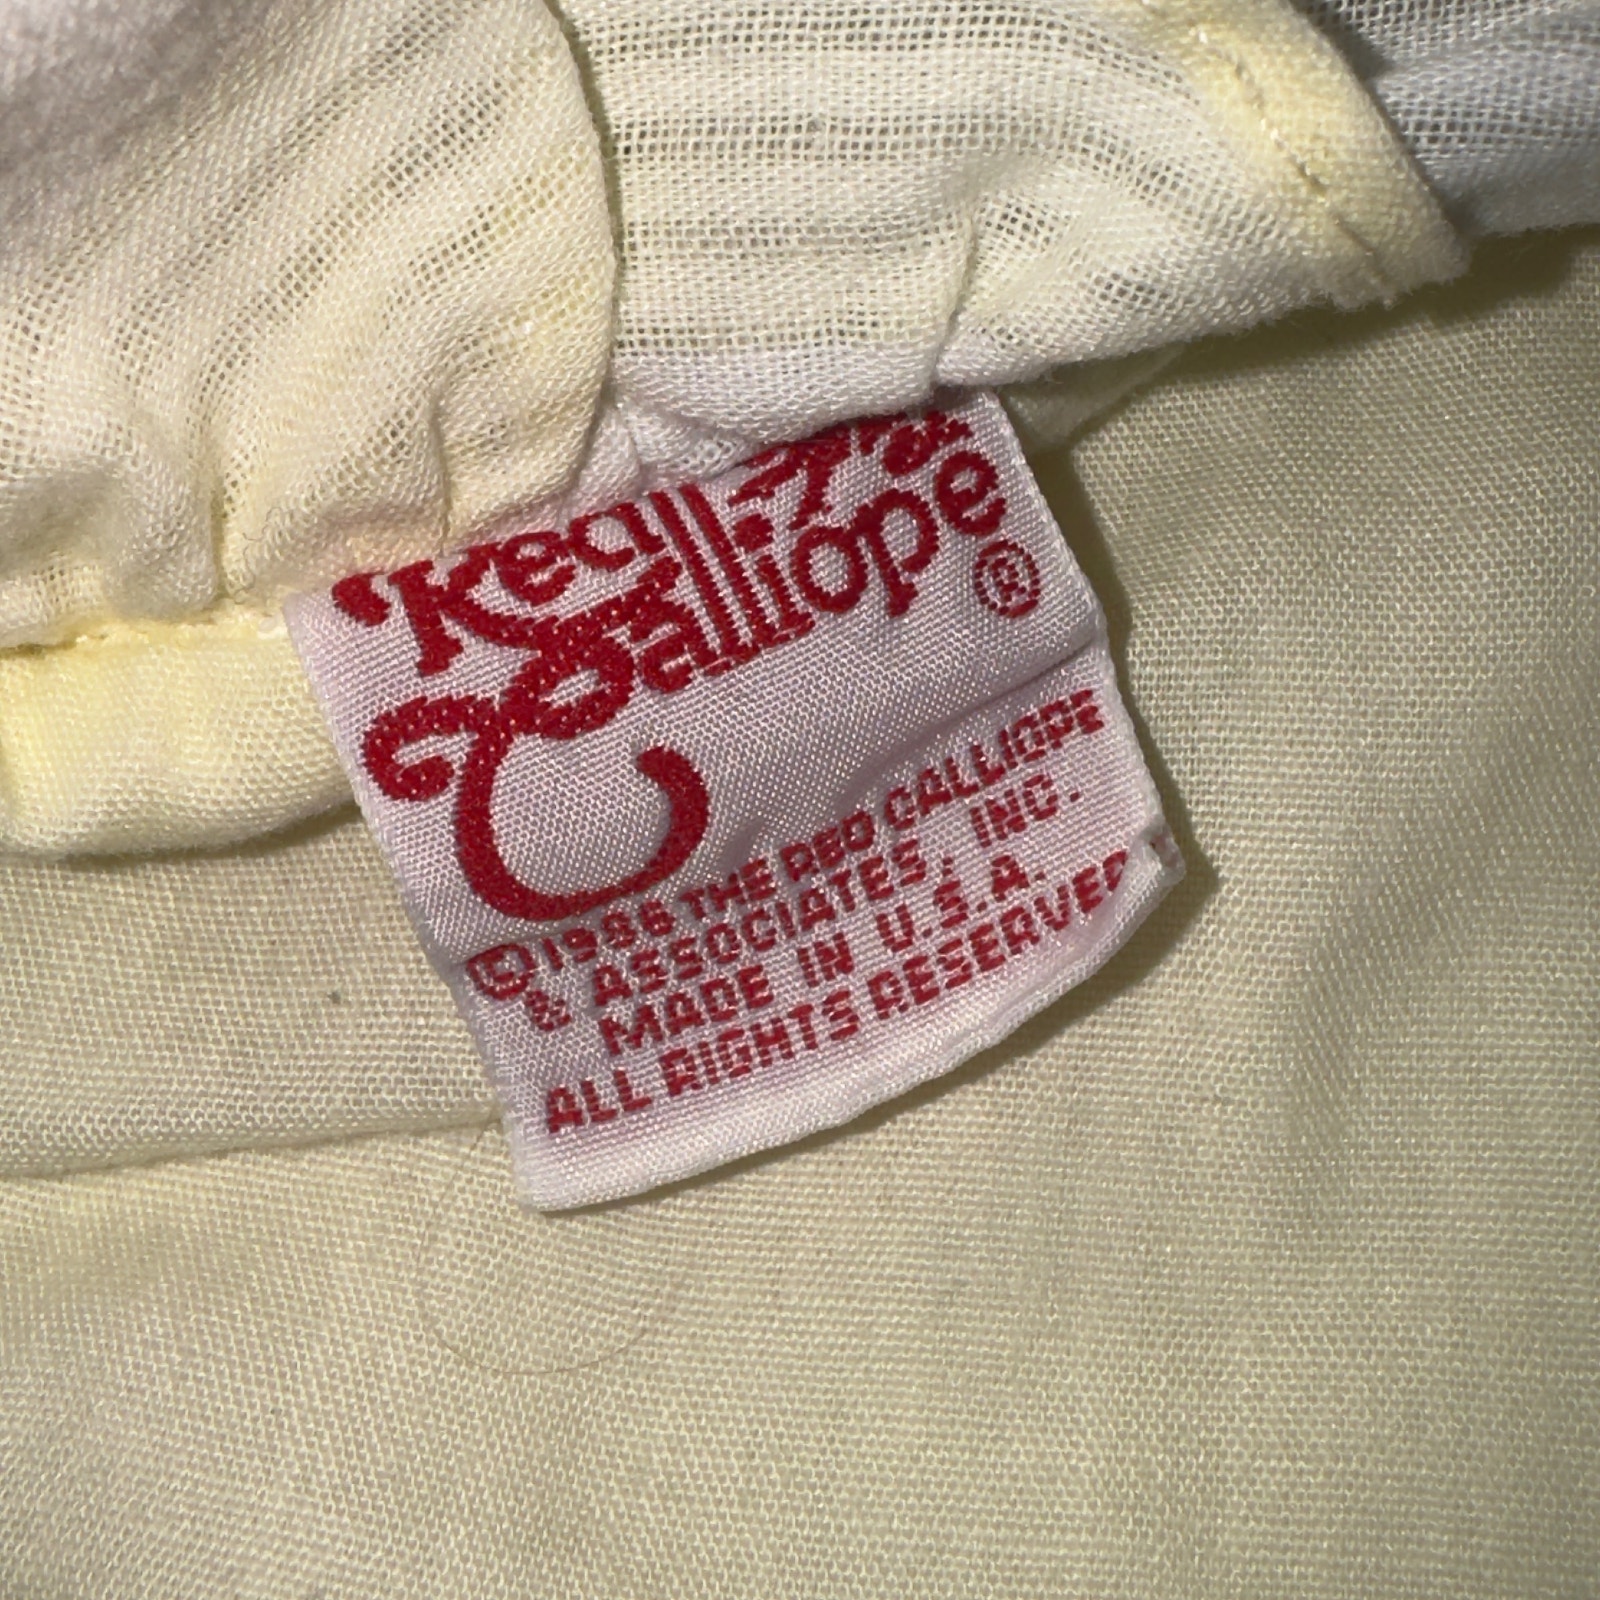 Red
Calliope®
©1986 THE RED CALLIOPE
& ASSOCIATES, INC.
MADE IN U.S.A.
ALL RIGHTS RESERVED